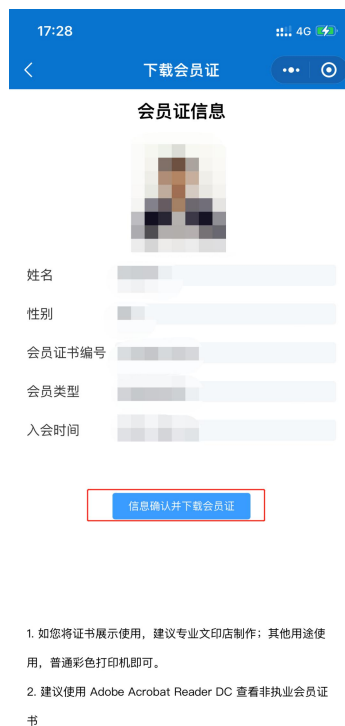 17:28
4G
下载会员证
会员证信息
姓名
性别
会员证书编号
会员类型
入会时间
信息确认并下载会员证
1. 如您将证书展示使用，建议专业文印店制作；其他用途使
用，普通彩色打印机即可。
2. 建议使用 Adobe Acrobat Reader DC 查看非执业会员证
书